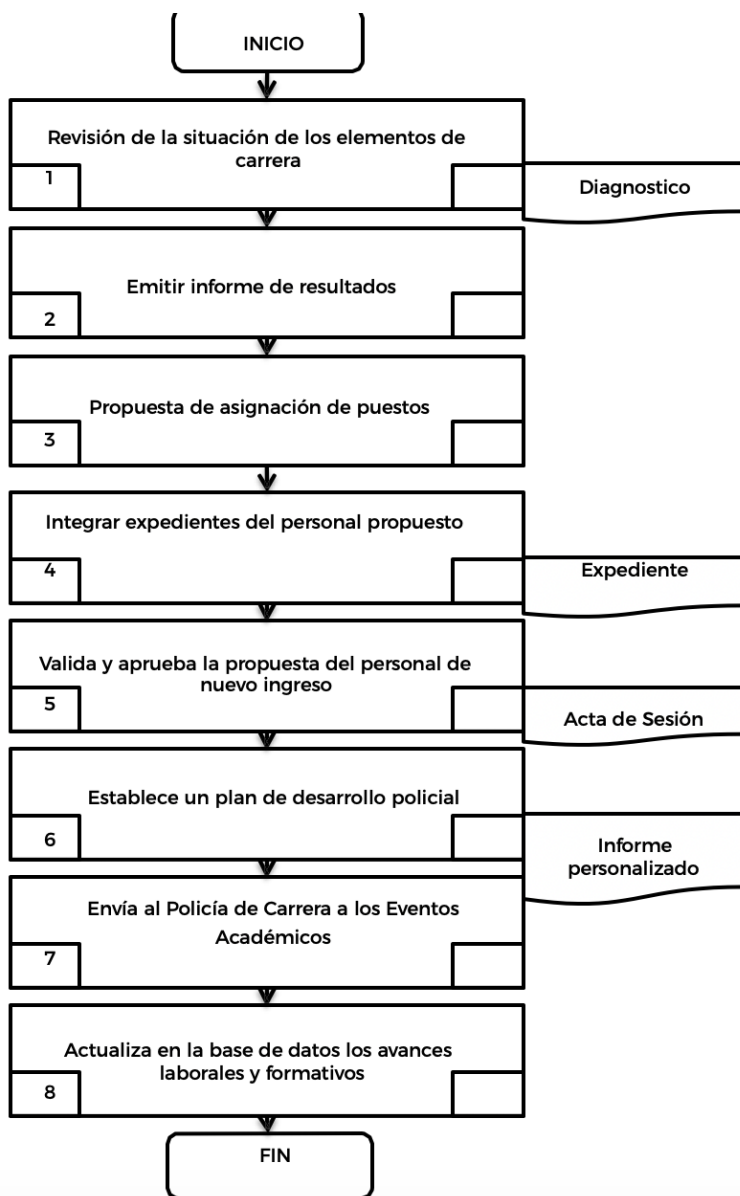 INICIO
Revisión de la situación de los elementos de
carrera
1
Diagnostico
Emitir informe de resultados
2
Propuesta de asignación de puestos
3
Integrar expedientes del personal propuesto
4
Expediente
Valida y aprueba la propuesta del personal de
nuevo ingreso
5
Acta de Sesión
Establece un plan de desarrollo policial
6
Informe
personalizado
Envía al Policía de Carrera a los Eventos
Académicos
7
Actualiza en la base de datos los avances
laborales y formativos
8
FIN